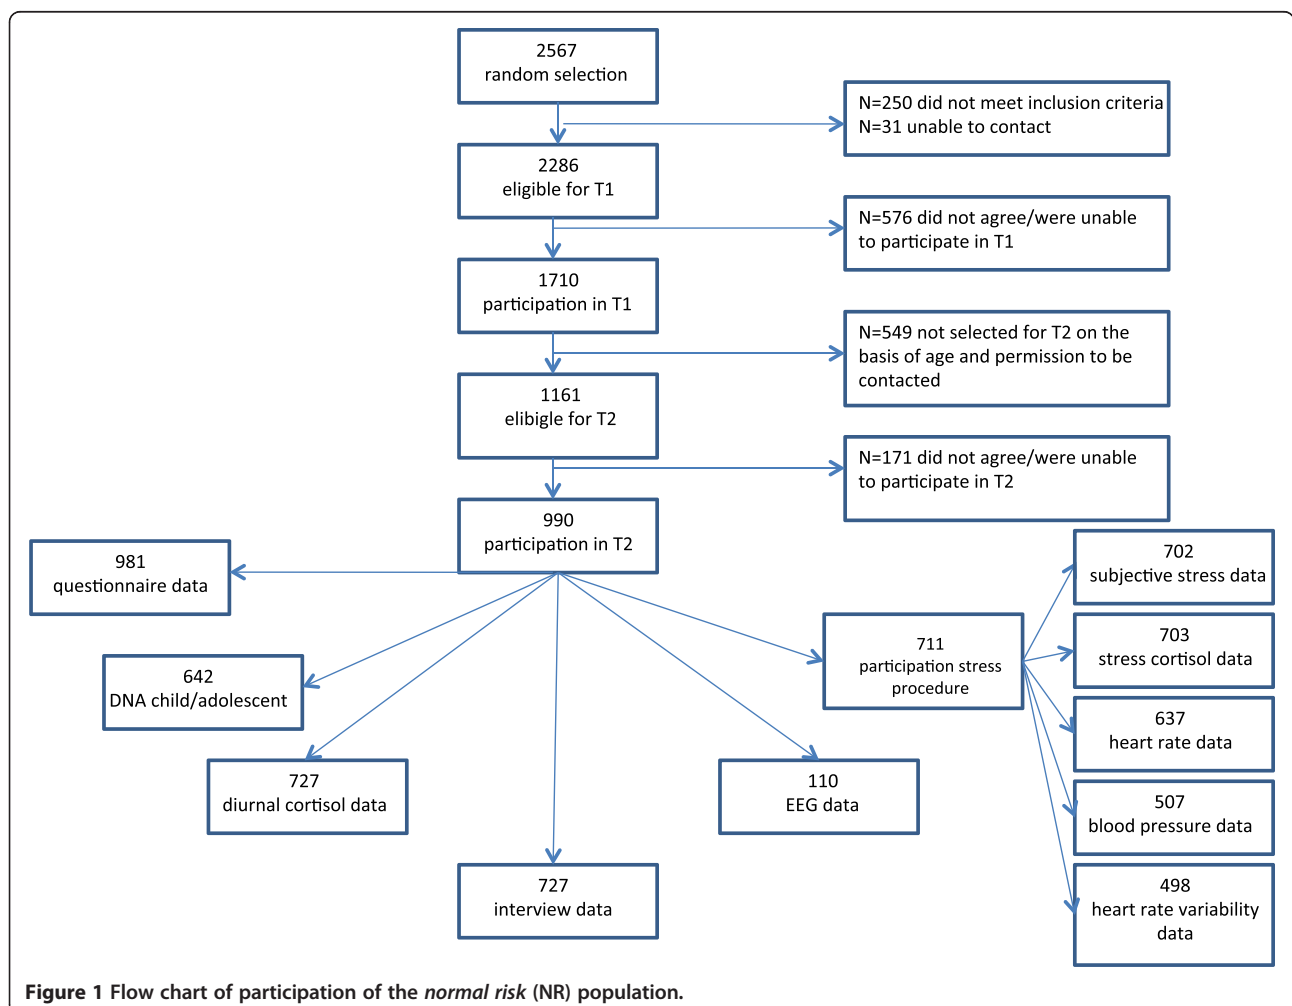 2567
random selection
N=250 did not meet inclusion criteria
N=31 unable to contact
2286
eligible for T1
N=576 did not agree/were unable
to participate in T1
1710
participation in T1
N=549 not selected for T2 on the
basis of age and permission to be
contacted
1161
elibigle for T2
N=171 did not agree/were unable
to participate in T2
990
participation in T2
981
questionnaire data
642
DNA child/adolescent
727
diurnal cortisol data
727
interview data
110
EEG data
711
participation stress
procedure
702
subjective stress data
703
stress cortisol data
637
heart rate data
507
blood pressure data
498
heart rate variability
data
Figure 1 Flow chart of participation of the normal risk (NR) population.